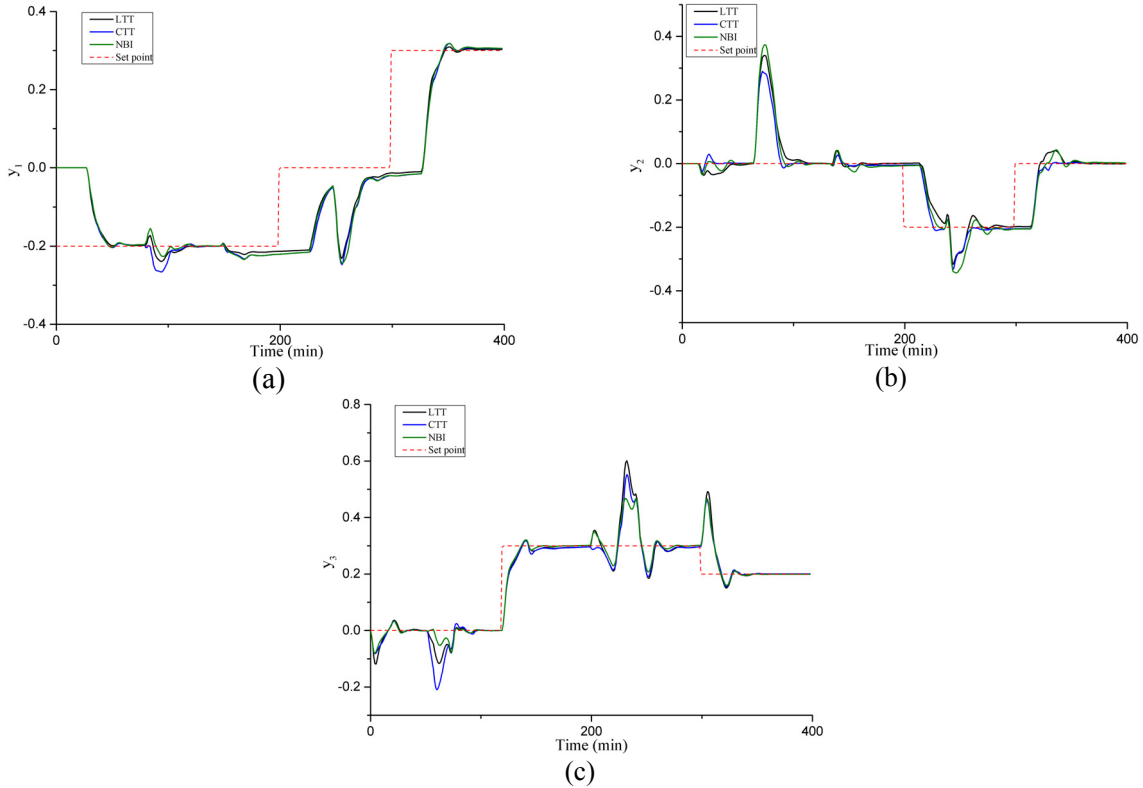 LTT
CTT
NBI
Set point
0.4
0.2
0.0
-0.2
-0.4
y1
0
200
400
Time (min)
(a)
LTT
CTT
NBI
Set point
0.4
0.2
0.0
-0.2
-0.4
y2
0
200
400
Time (min)
(b)
LTT
CTT
NBI
Set point
0.8
0.6
0.4
0.2
0.0
-0.2
y3
0
200
400
Time (min)
(c)